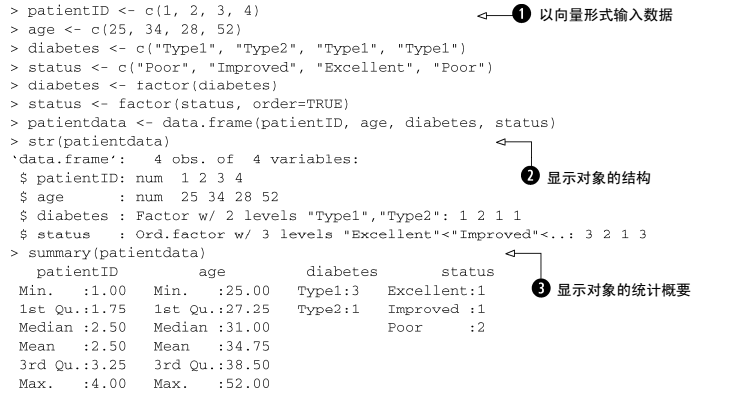 > patientID <- c(1, 2, 3, 4) ❶ 以向量形式输入数据
> age <- c(25, 34, 28, 52)
> diabetes <- c("Type1", "Type2", "Type1", "Type1")
> status <- c("Poor", "Improved", "Excellent", "Poor")
> diabetes <- factor(diabetes)
> status <- factor(status, order=TRUE)
> patientdata <- data.frame(patientID, age, diabetes, status)
> str(patientdata)
‘data.frame’:   4 obs. of  4 variables: ❷ 显示对象的结构
$ patientID: num  1 2 3 4
$ age      : num  25 34 28 52
$ diabetes : Factor w/ 2 levels "Type1","Type2": 1 2 1 1
$ status   : Ord.factor w/ 3 levels "Excellent"<"Improved"<..: 3 2 1 3
> summary(patientdata)
patientID       age       diabetes       status
Min.   :1.00   Min.   :25.00   Type1:3   Excellent:1 ❸ 显示对象的统计概要
1st Qu.:1.75   1st Qu.:27.25   Type2:1   Improved :1
Median :2.50   Median :31.00             Poor     :2
Mean   :2.50   Mean   :34.75
3rd Qu.:3.25   3rd Qu.:38.50
Max.   :4.00   Max.   :52.00